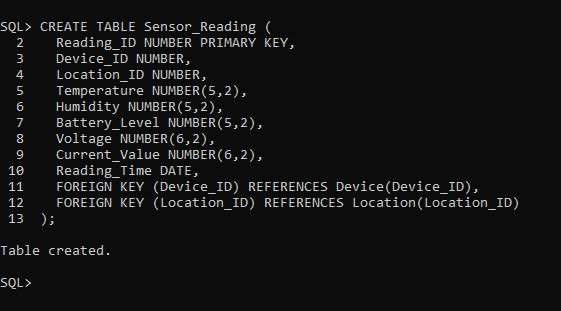 SQL> CREATE TABLE Sensor_Reading (
  2    Reading_ID NUMBER PRIMARY KEY,
  3    Device_ID NUMBER,
  4    Location_ID NUMBER,
  5    Temperature NUMBER(5,2),
  6    Humidity NUMBER(5,2),
  7    Battery_Level NUMBER(5,2),
  8    Voltage NUMBER(6,2),
  9    Current_Value NUMBER(6,2),
 10    Reading_Time DATE,
 11    FOREIGN KEY (Device_ID) REFERENCES Device(Device_ID),
 12    FOREIGN KEY (Location_ID) REFERENCES Location(Location_ID)
 13  );
Table created.
SQL>